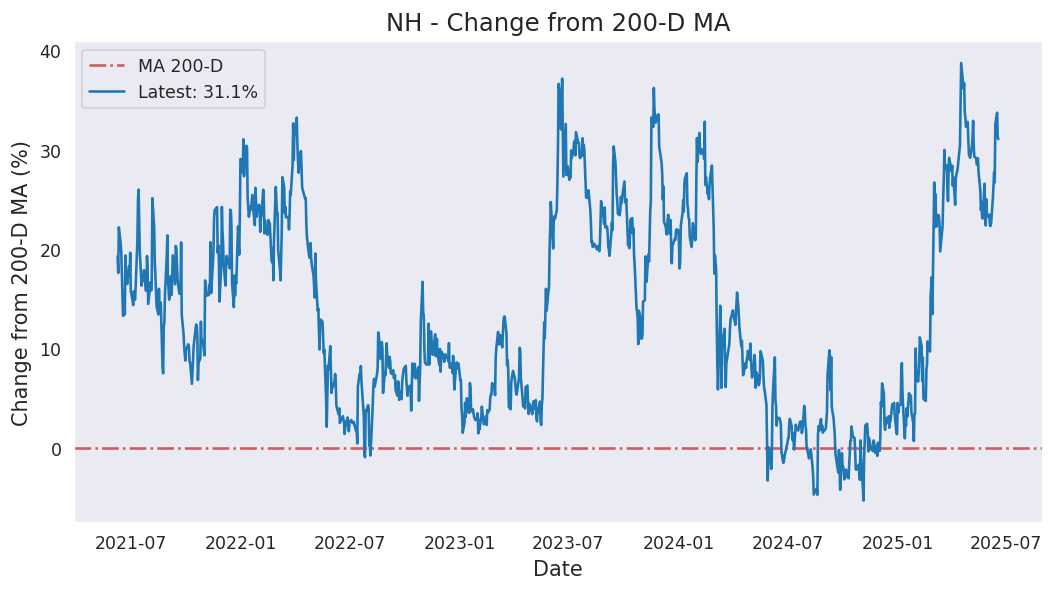 NH - Change from 200-D MA
MA 200-D
Latest: 31.1%
Change from 200-D MA (%)
40
30
20
10
0
2021-07
2022-01
2022-07
2023-01
2023-07
2024-01
2024-07
2025-01
2025-07
Date